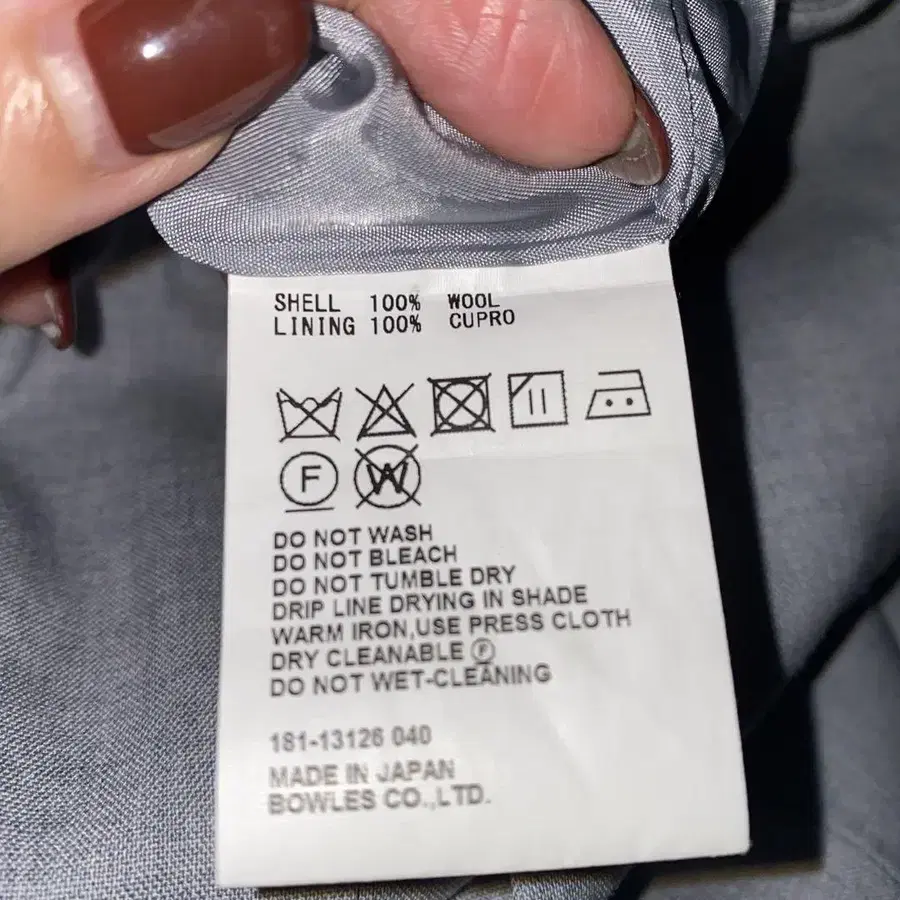 SHELL 100% WOOL
LINING 100% CUPRO
F W
DO NOT WASH
DO NOT BLEACH
DO NOT TUMBLE DRY
DRIP LINE DRYING IN SHADE
WARM IRON,USE PRESS CLOTH
DRY CLEANABLE Ⓕ
DO NOT WET-CLEANING
181-13126 040
MADE IN JAPAN
BOWLES CO.,LTD.